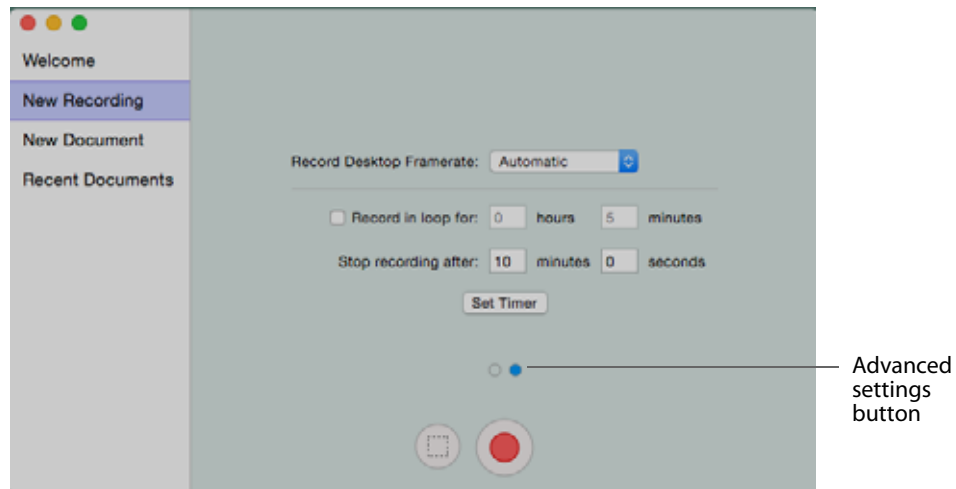 Welcome
New Recording
New Document
Recent Documents
Record Desktop Framerate: Automatic
Record in loop for: 0 hours 5 minutes
Stop recording after: 10 minutes 0 seconds
Set Timer
Advanced
settings
button